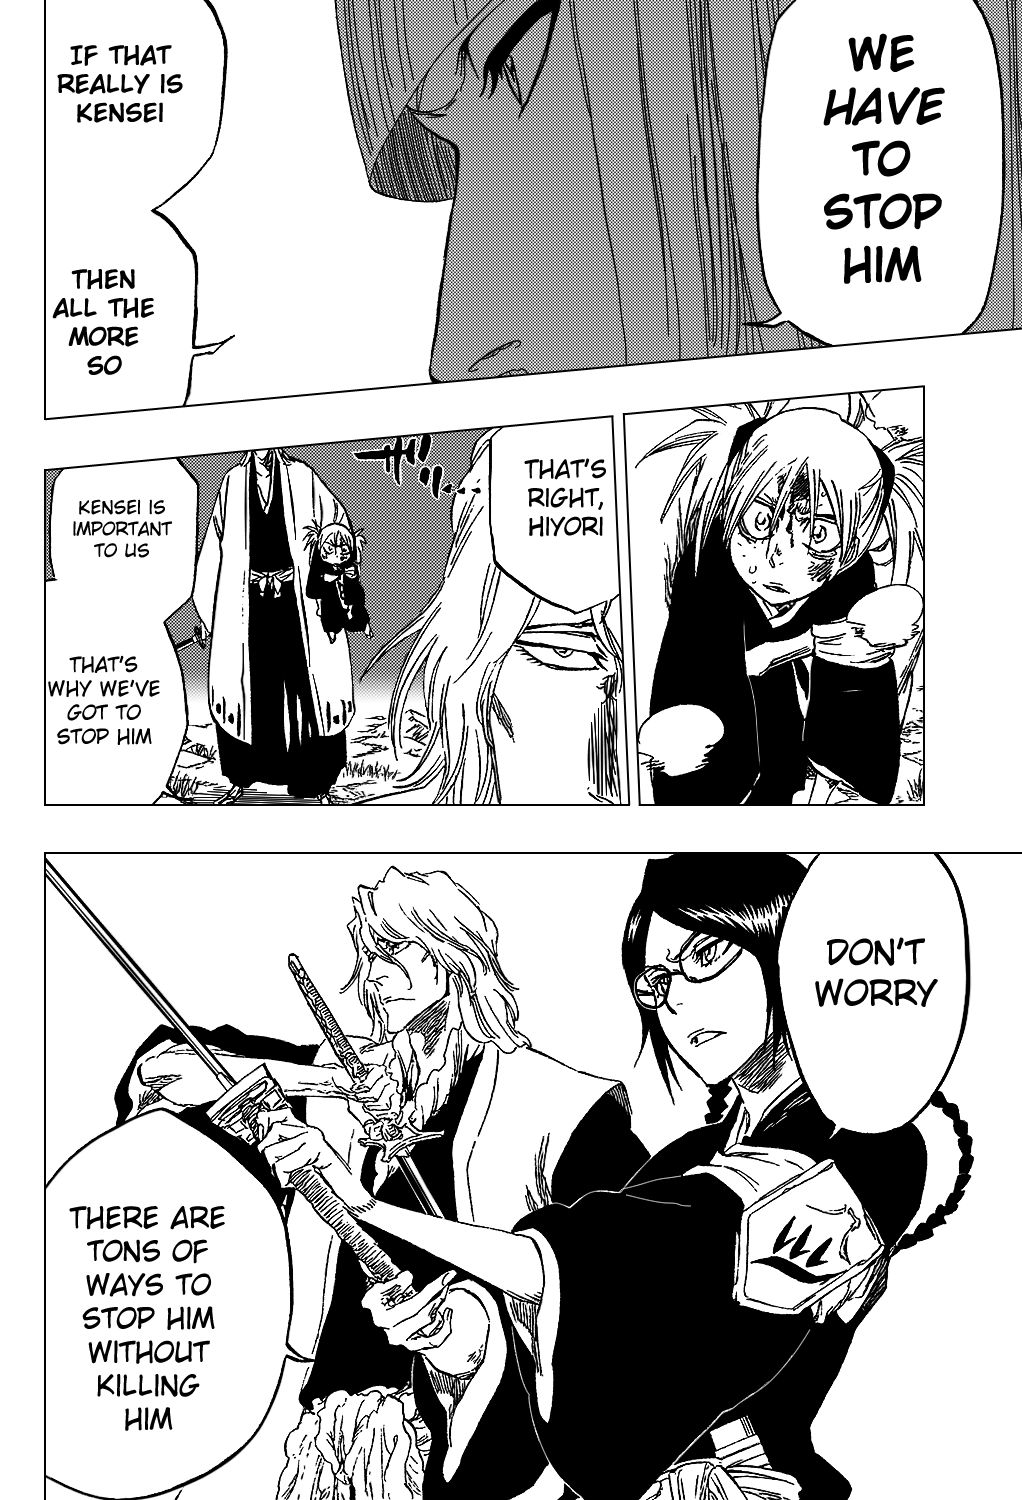 WE
HAVE
TO
STOP
HIM
IF THAT
REALLY IS
KENSEI
THEN
ALL THE
MORE
SO
THAT'S
RIGHT,
HIYORI
KENSEI IS
IMPORTANT
TO US
THAT'S
WHY WE'VE
GOT TO
STOP HIM
DON'T
WORRY
THERE ARE
TONS OF
WAYS TO
STOP HIM
WITHOUT
KILLING
HIM